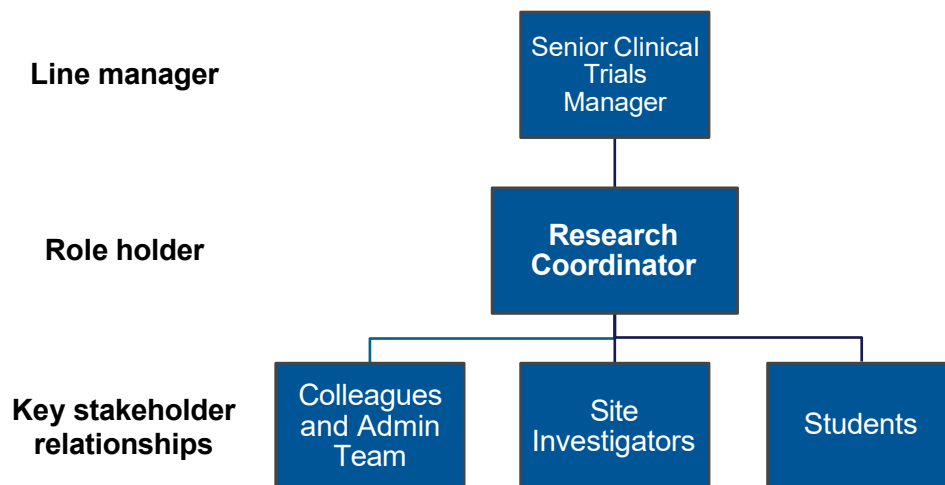 Line manager
Senior Clinical
Trials
Manager
Role holder
Research
Coordinator
Key stakeholder
relationships
Colleagues
and Admin
Team
Site
Investigators
Students